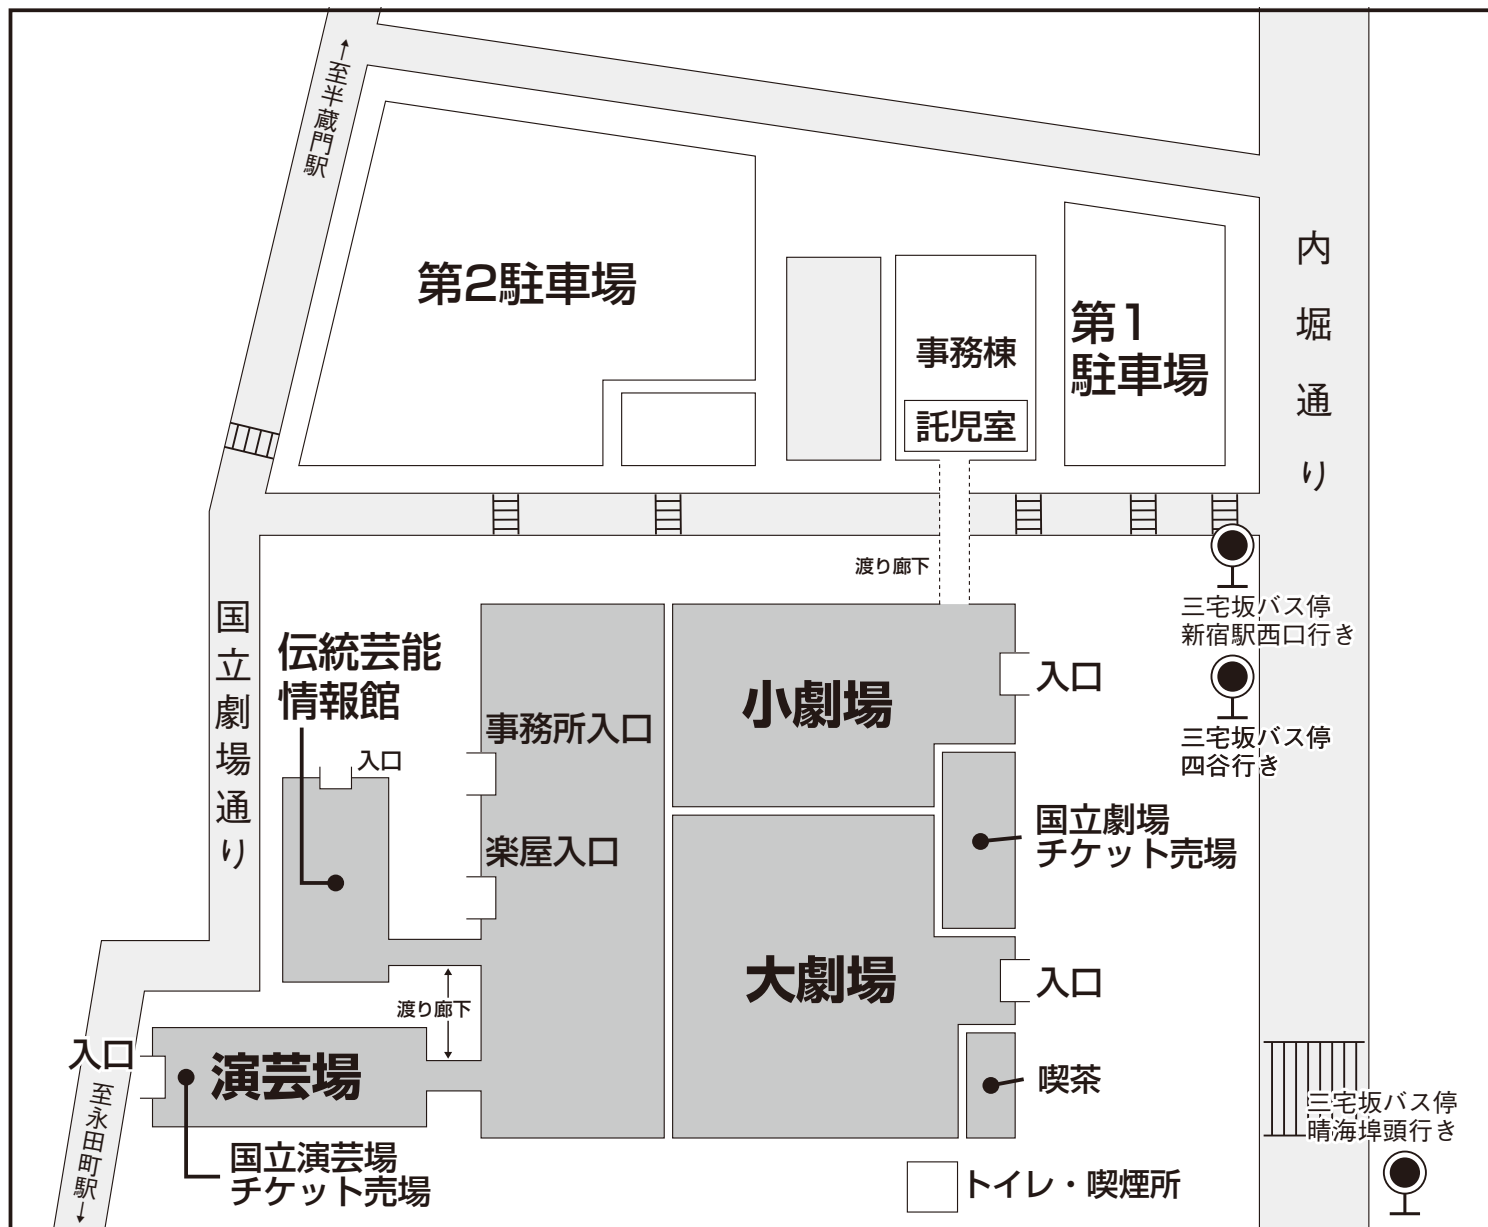 ←至半蔵門駅
第2駐車場
事務棟
託児室
第1
駐車場
内堀通り
渡り廊下
三宅坂バス停
新宿駅西口行き
三宅坂バス停
四谷行き
国立劇場通り
伝統芸能
情報館
入口
事務所入口
楽屋入口
小劇場
入口
国立劇場
チケット売場
大劇場
入口
喫茶
渡り廊下
入口
演芸場
至永田町駅→
国立演芸場
チケット売場
トイレ・喫煙所
三宅坂バス停
晴海埠頭行き